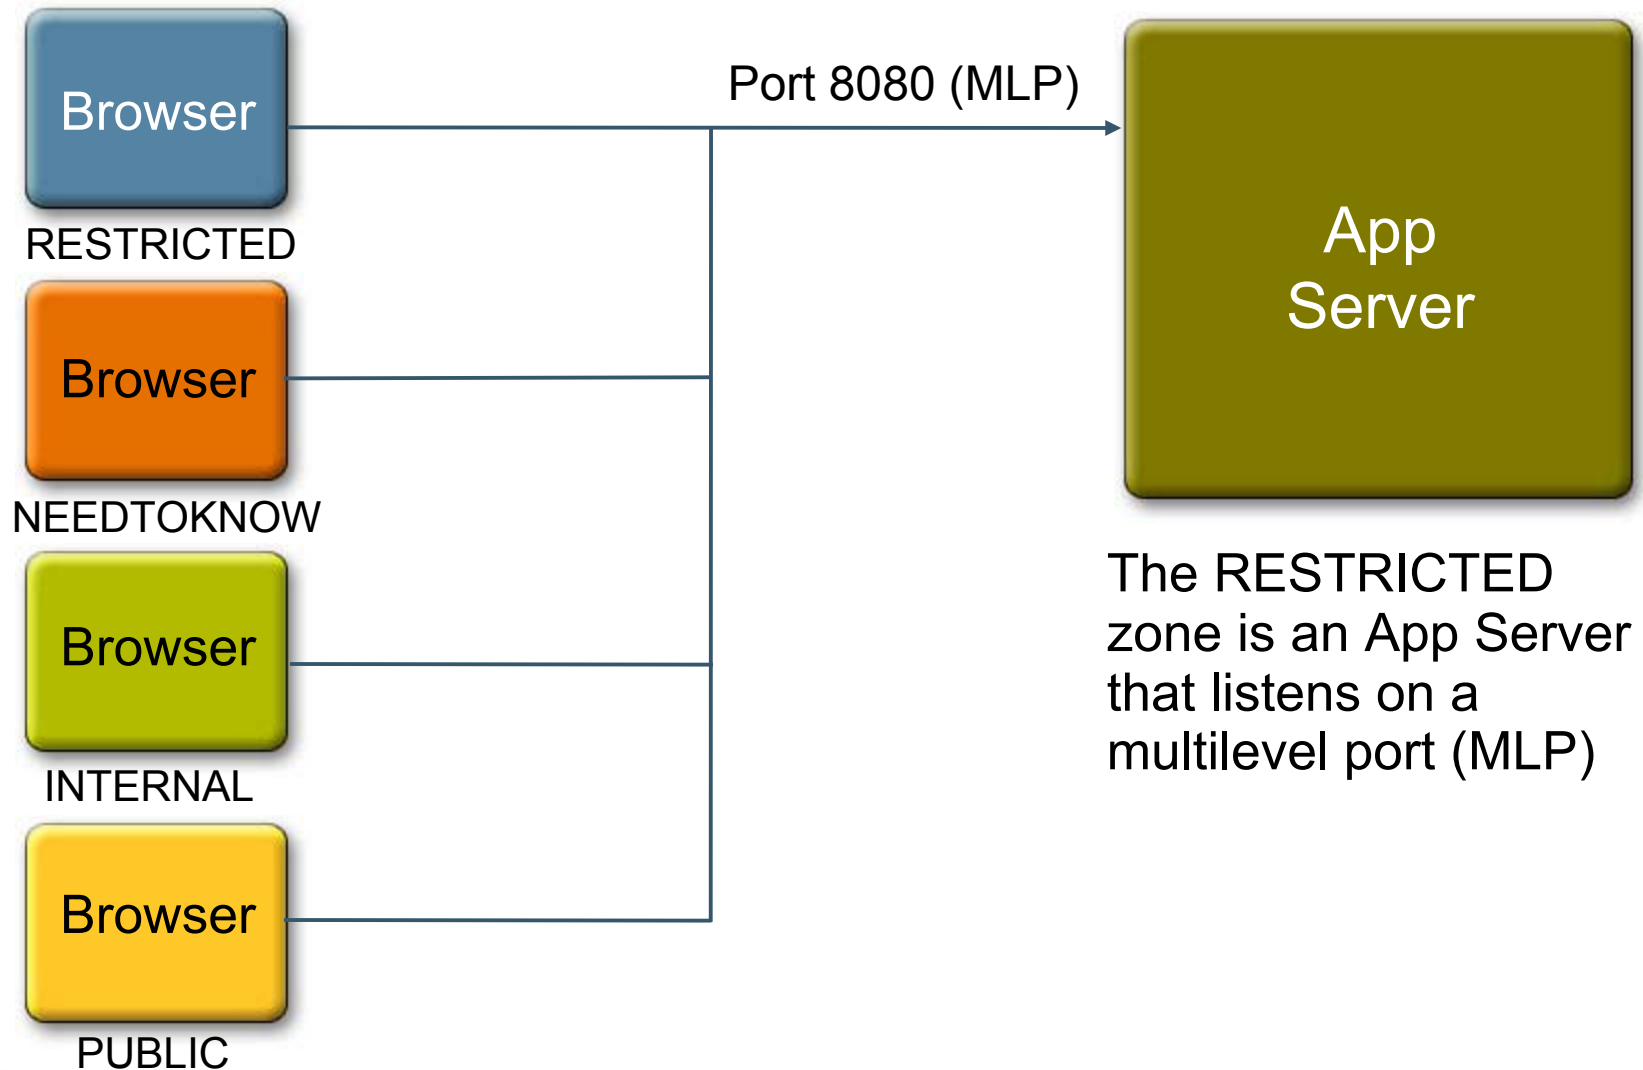 Browser
RESTRICTED
Browser
NEEDTOKNOW
Browser
INTERNAL
Browser
PUBLIC
Port 8080 (MLP)
App
Server
The RESTRICTED
zone is an App Server
that listens on a
multilevel port (MLP)